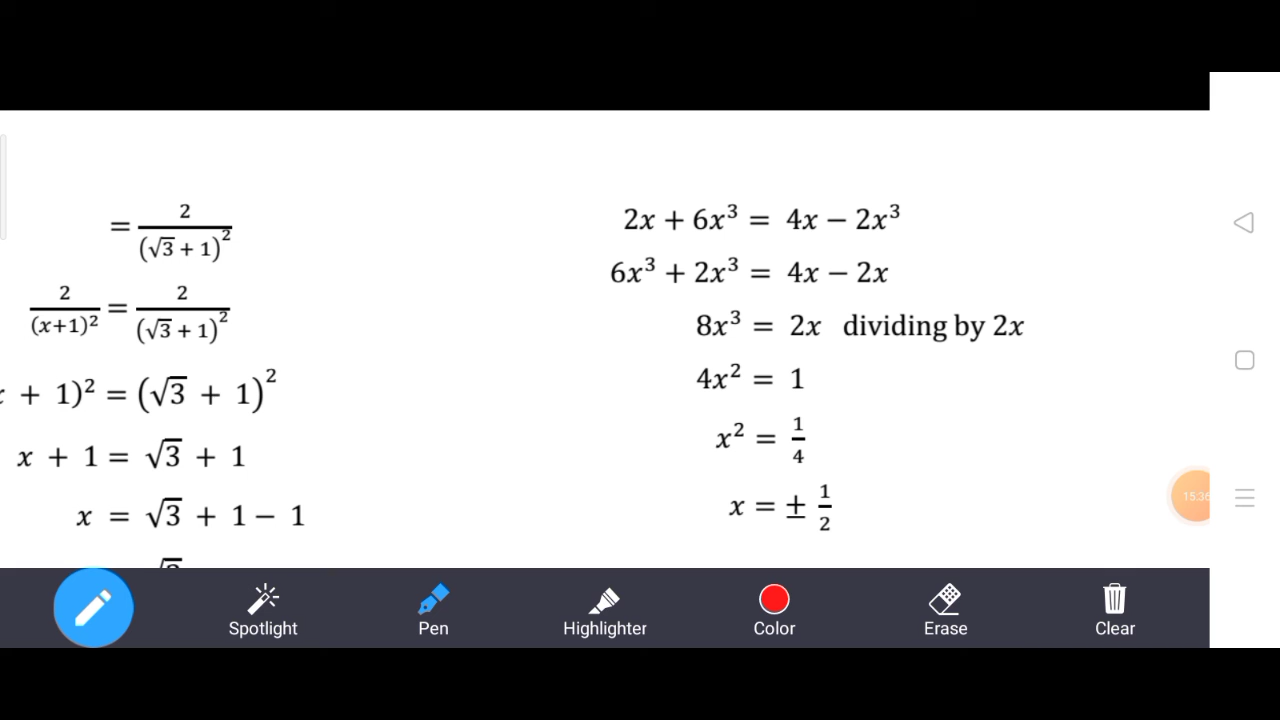 = 2/(√3 + 1)²
2/(x+1)² = 2/(√3 + 1)²
+ 1)² = (√3 + 1)²
x + 1 = √3 + 1
x = √3 + 1 − 1
2x + 6x³ = 4x − 2x³
6x³ + 2x³ = 4x − 2x
8x³ = 2x dividing by 2x
4x² = 1
x² = 1/4
x = ± 1/2
15:36
Spotlight
Pen
Highlighter
Color
Erase
Clear